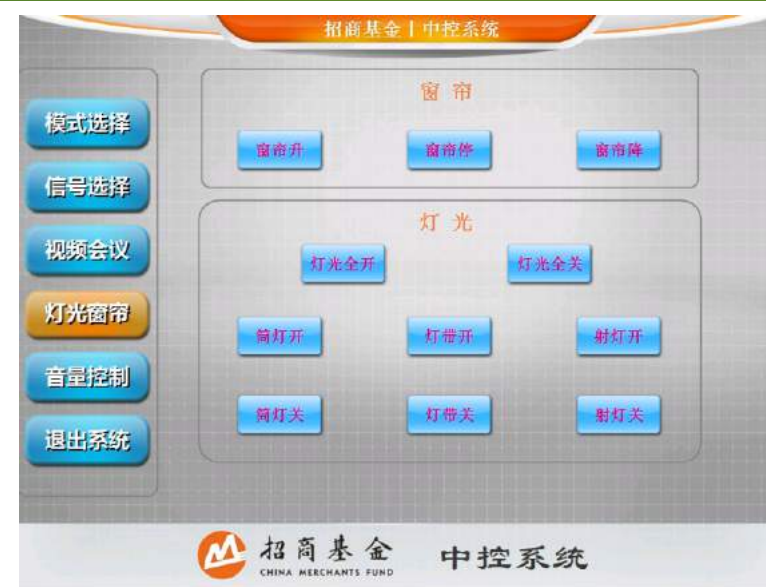 招商基金|中控系统
模式选择
信号选择
视频会议
灯光窗帘
音量控制
退出系统
窗帘
窗帘升 窗帘停 窗帘降
灯光
灯光全开 灯光全关
筒灯开 灯带开 射灯开
筒灯关 灯带关 射灯关
招商基金 中控系统
CHINA MERCHANTS FUND